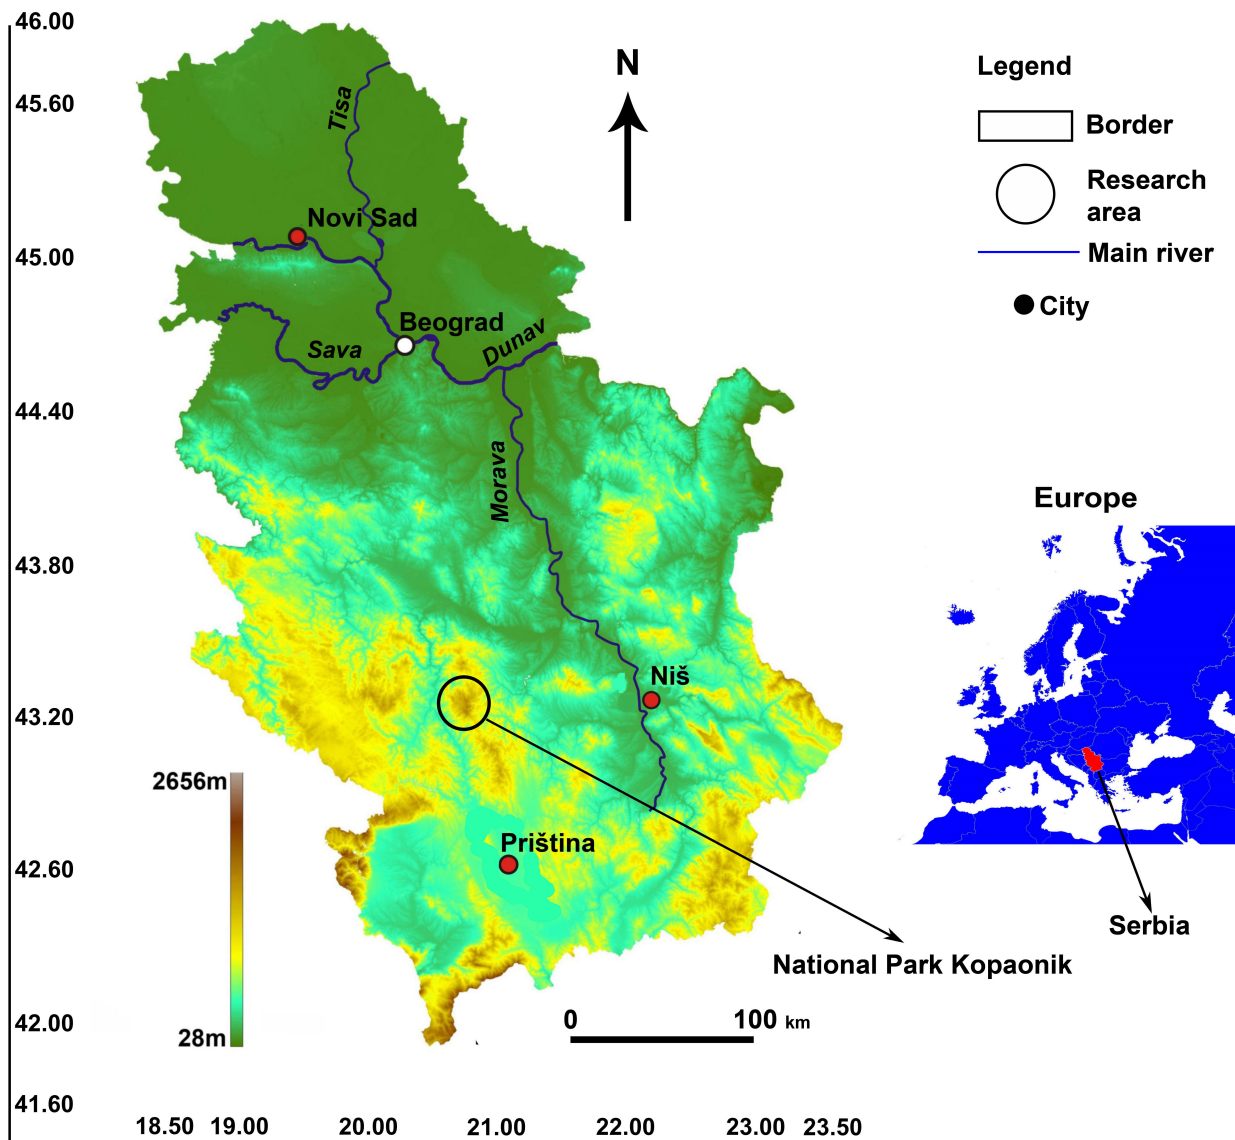 46.00
45.60
45.00
44.40
43.80
43.20
42.60
42.00
41.60
18.50 19.00 20.00 21.00 22.00 23.00 23.50
N
Tisa
Novi Sad
Beograd
Sava
Dunav
Morava
Niš
Priština
National Park Kopaonik
2656m
28m
0 100 km
Legend
Border
Research
area
Main river
City
Europe
Serbia